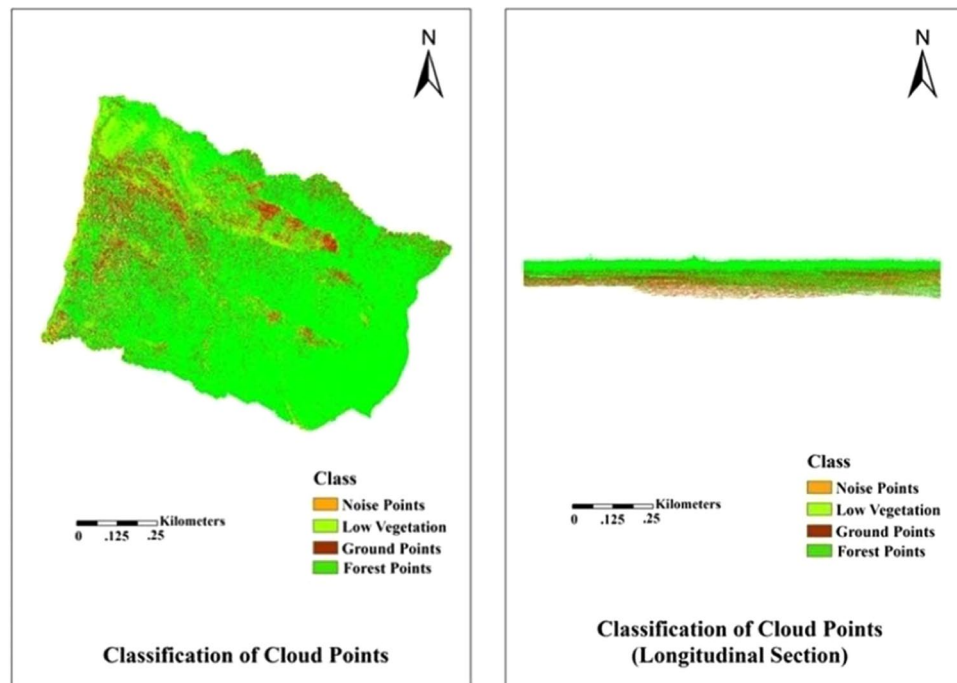 N
Class
Noise Points
Low Vegetation
Ground Points
Forest Points
Kilometers
0 .125 .25
Classification of Cloud Points
N
Class
Noise Points
Low Vegetation
Ground Points
Forest Points
Kilometers
0 .125 .25
Classification of Cloud Points
(Longitudinal Section)